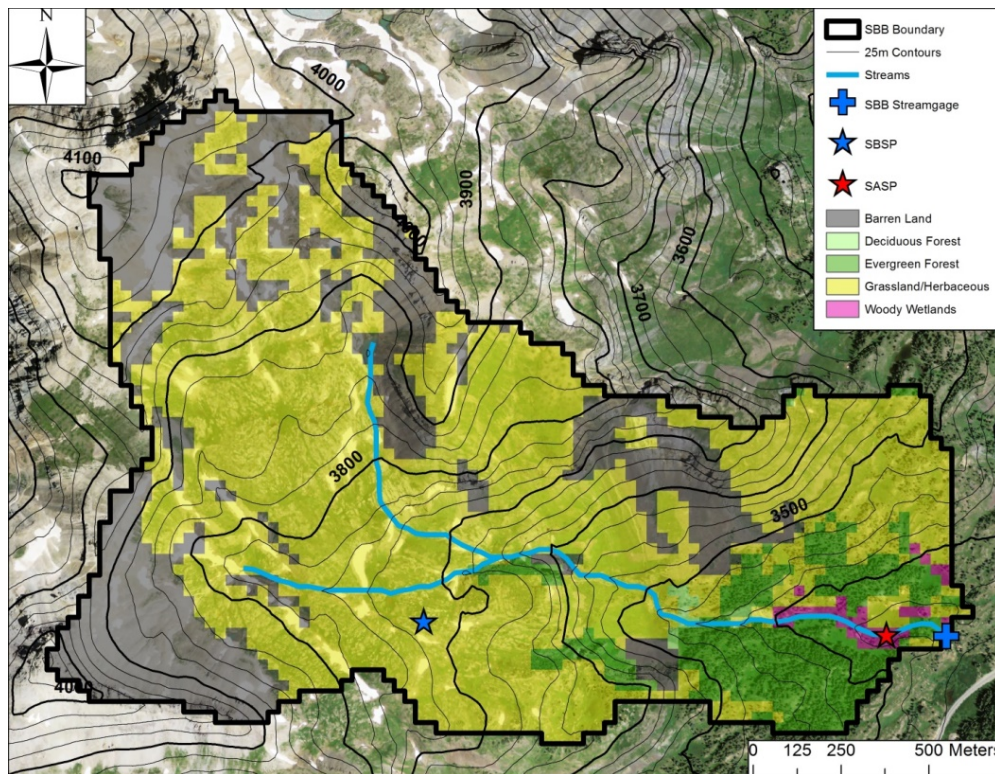 N
SBB Boundary
25m Contours
Streams
SBB Streamgage
SBSP
SASP
Barren Land
Deciduous Forest
Evergreen Forest
Grassland/Herbaceous
Woody Wetlands
4000
4100
3900
3600
3700
3800
3500
0 125 250 500 Meters